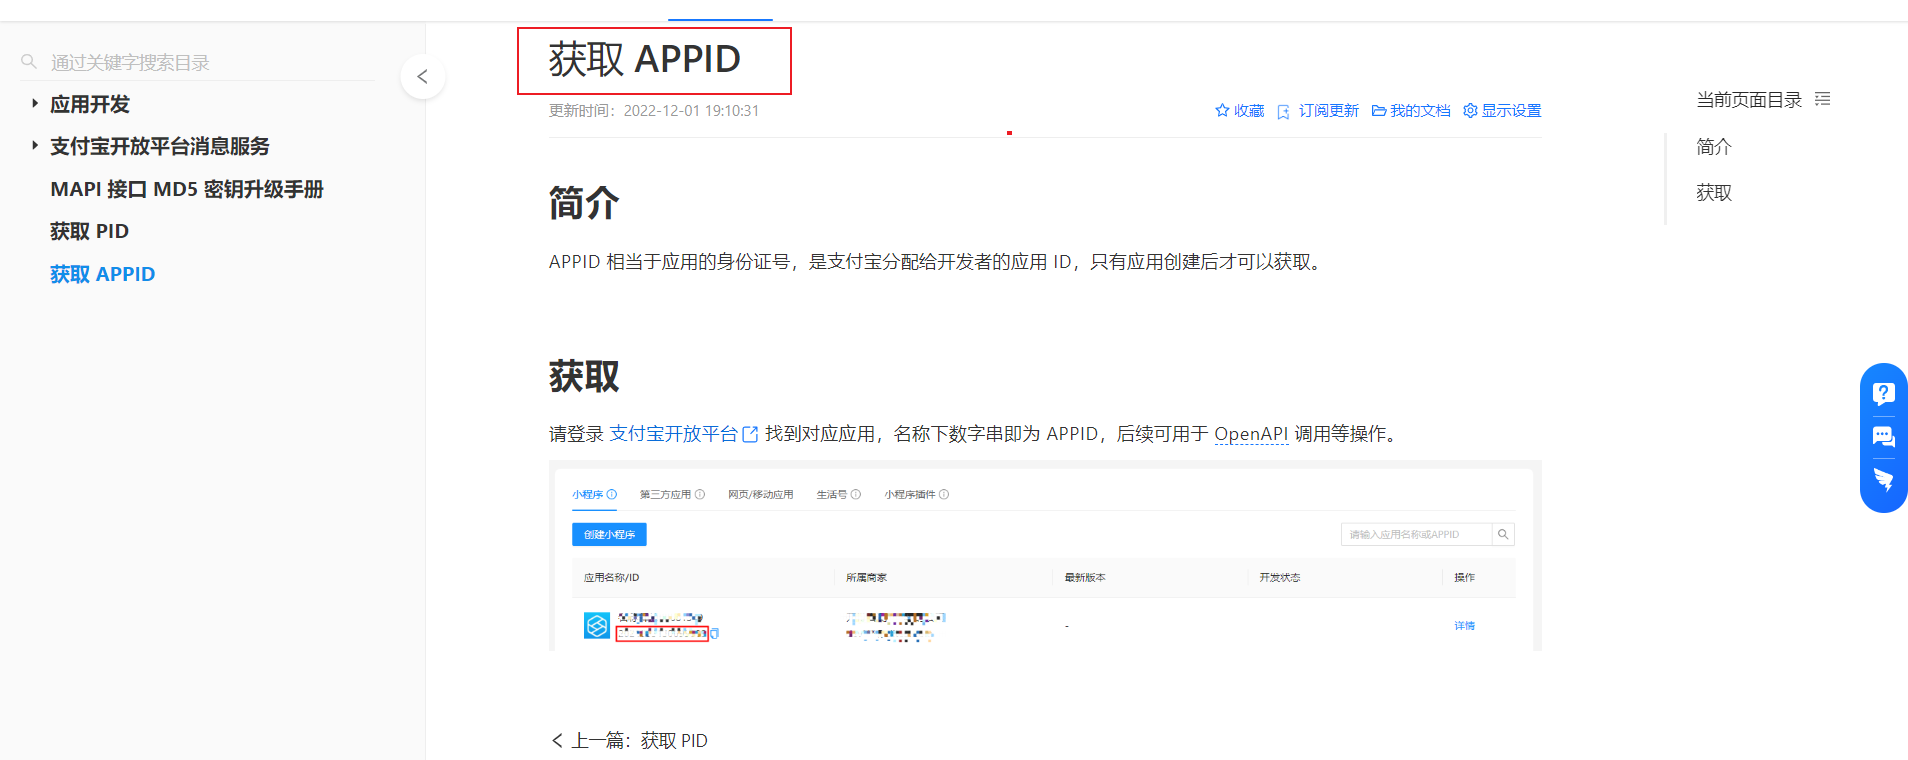 通过关键字搜索目录
应用开发
支付宝开放平台消息服务
MAPI 接口 MD5 密钥升级手册
获取 PID
获取 APPID
获取 APPID
更新时间：2022-12-01 19:10:31
收藏 订阅更新 我的文档 显示设置
简介
APPID 相当于应用的身份证号，是支付宝分配给开发者的应用 ID，只有应用创建后才可以获取。
获取
请登录 支付宝开放平台 找到对应应用，名称下数字串即为 APPID，后续可用于 OpenAPI 调用等操作。
小程序 第三方应用 网页/移动应用 生活号 小程序插件
创建小程序
请输入应用名称或APPID
应用名称/ID 所属商家 最新版本 开发状态 操作
- 详情
上一篇：获取 PID
当前页面目录
简介
获取